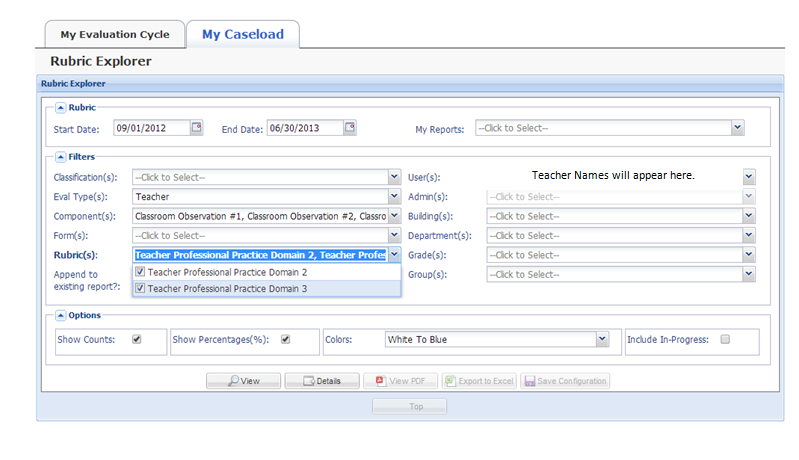 My Evaluation Cycle My Caseload
Rubric Explorer
Rubric Explorer
Rubric
Start Date: 09/01/2012 End Date: 06/30/2013 My Reports: --Click to Select--
Filters
Classification(s): --Click to Select-- User(s): Teacher Names will appear here.
Eval Type(s): Teacher Admin(s): --Click to Select--
Component(s): Classroom Observation #1, Classroom Observation #2, Classro Building(s): --Click to Select--
Form(s): --Click to Select-- Department(s): --Click to Select--
Rubric(s): Teacher Professional Practice Domain 2, Teacher Profes Grade(s): --Click to Select--
Append to existing report?: Teacher Professional Practice Domain 2 Group(s): --Click to Select--
Teacher Professional Practice Domain 3
Options
Show Counts: Show Percentages(%): Colors: White To Blue Include In-Progress:
View Details View PDF Export to Excel Save Configuration
Top